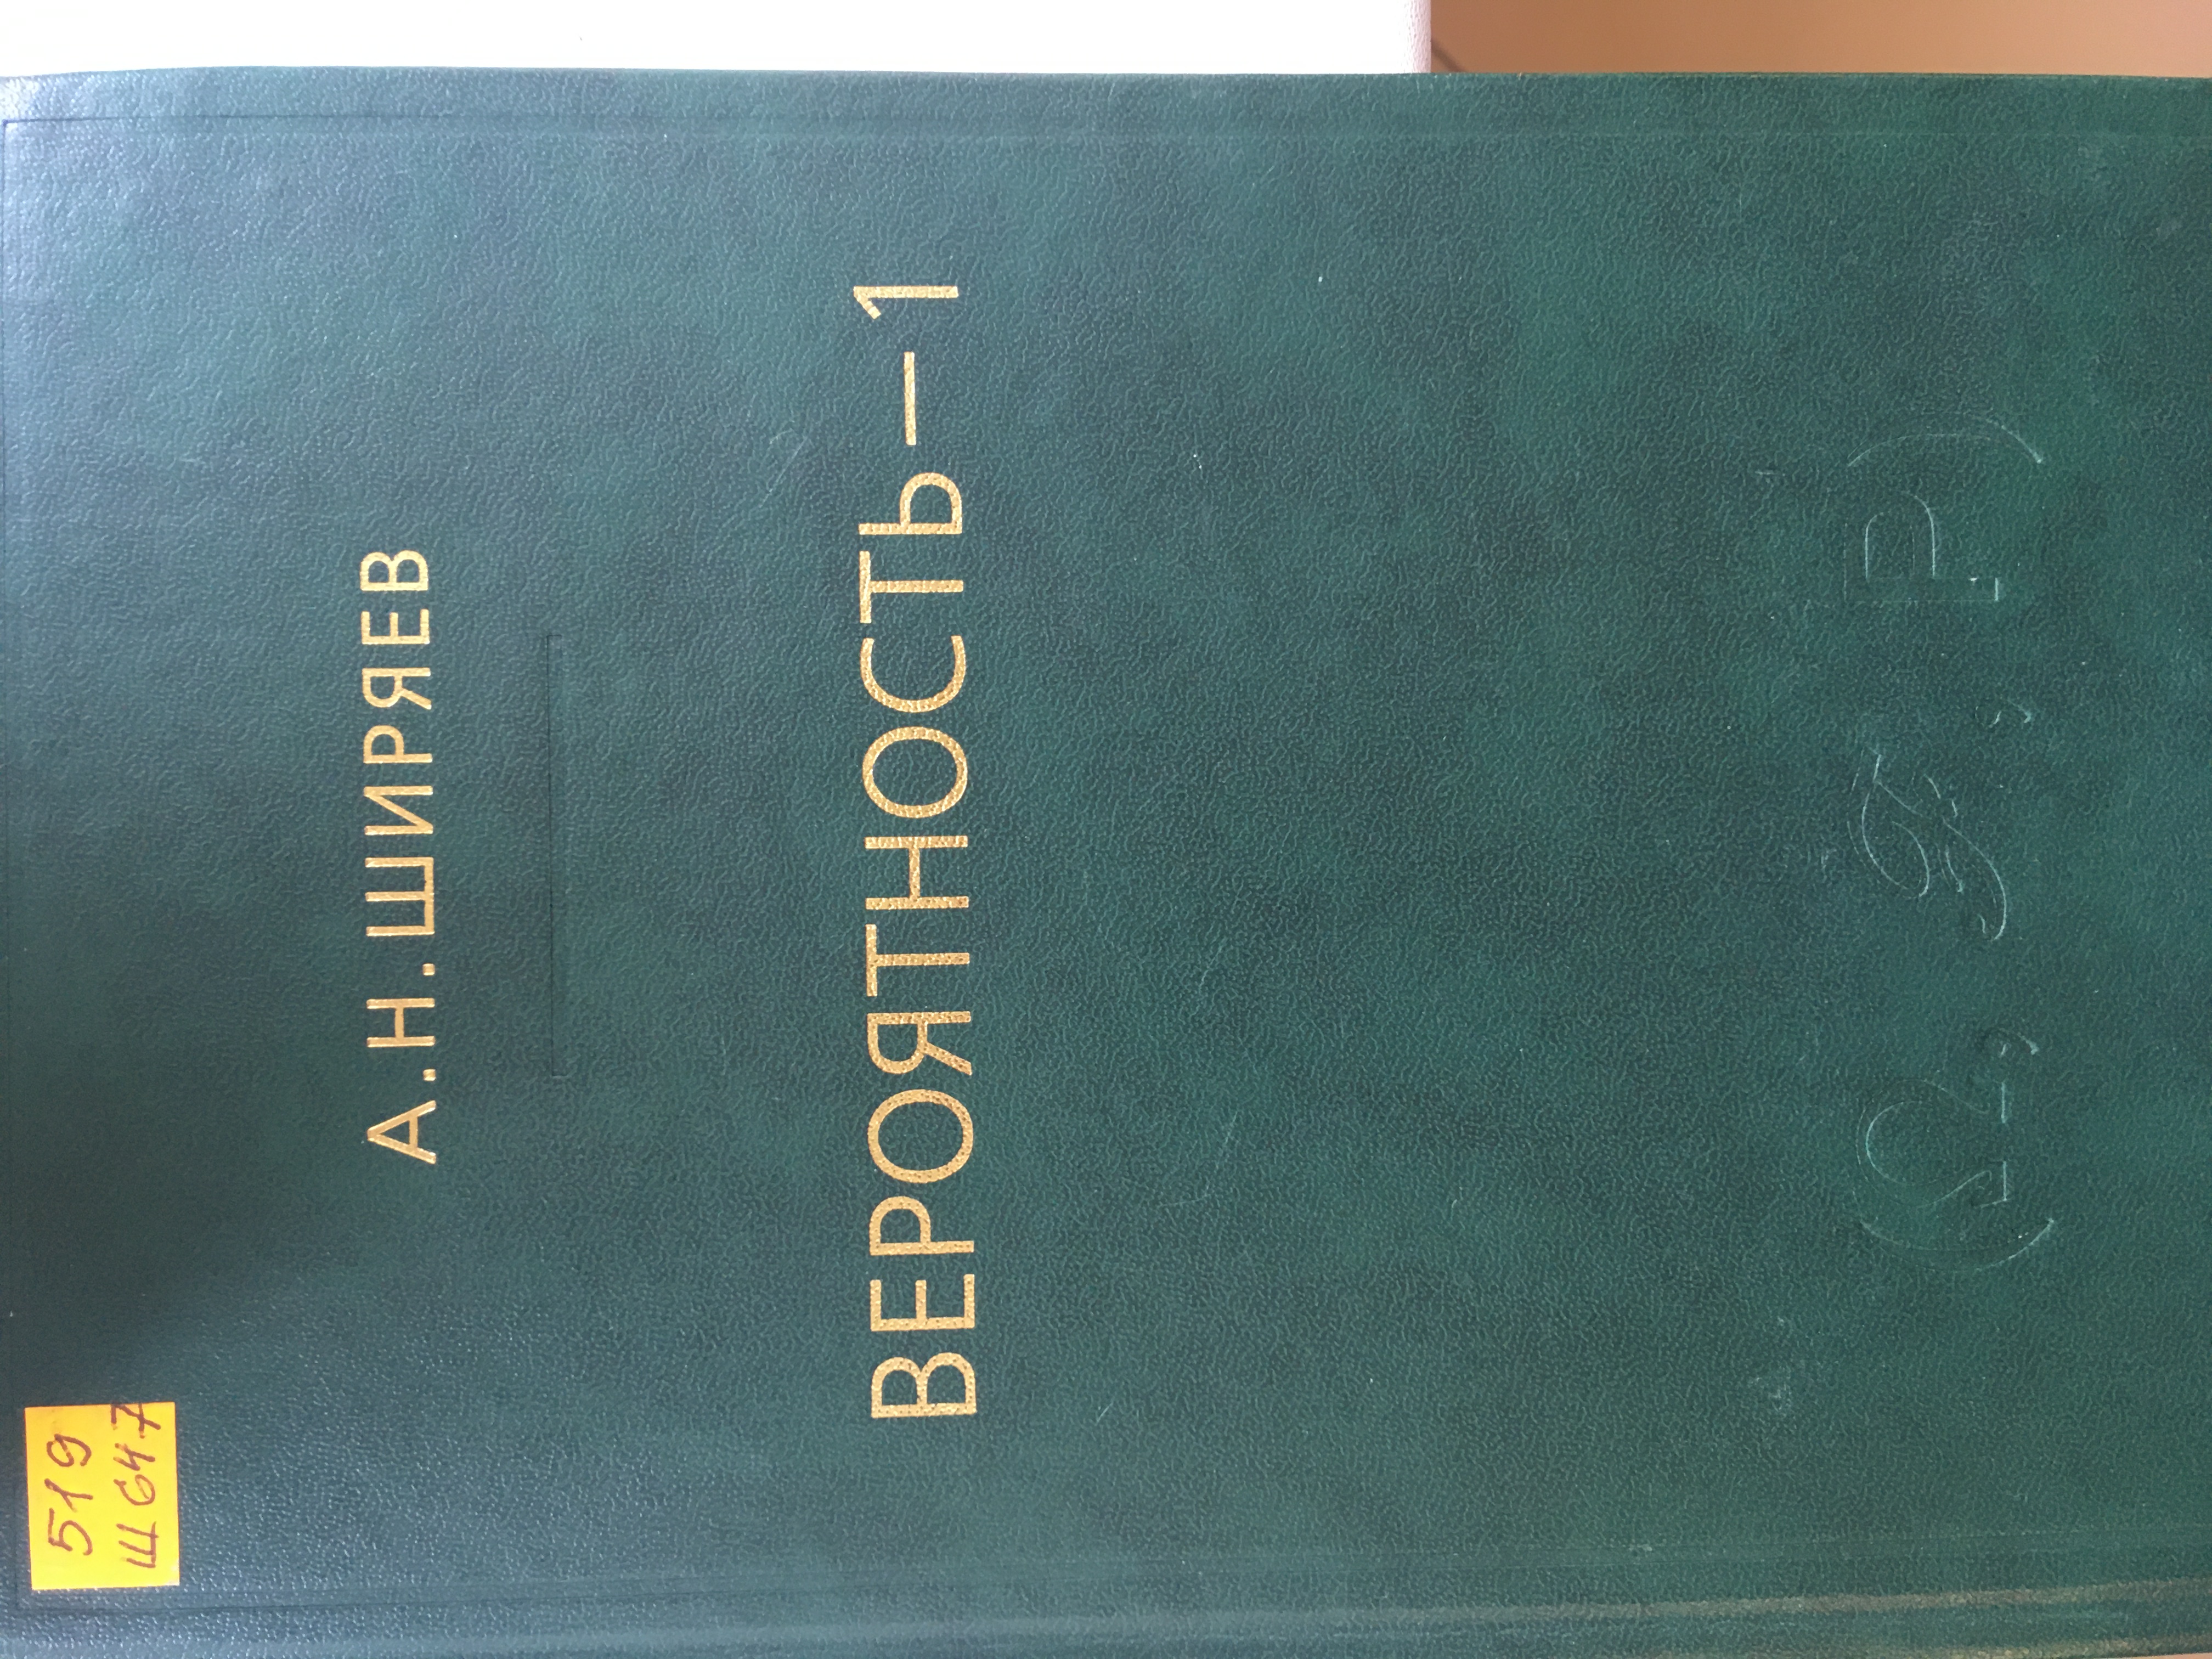 519
Ш647
А. Н. ШИРЯЕВ
ВЕРОЯТНОСТЬ — 1
(Ω, ℱ, P)